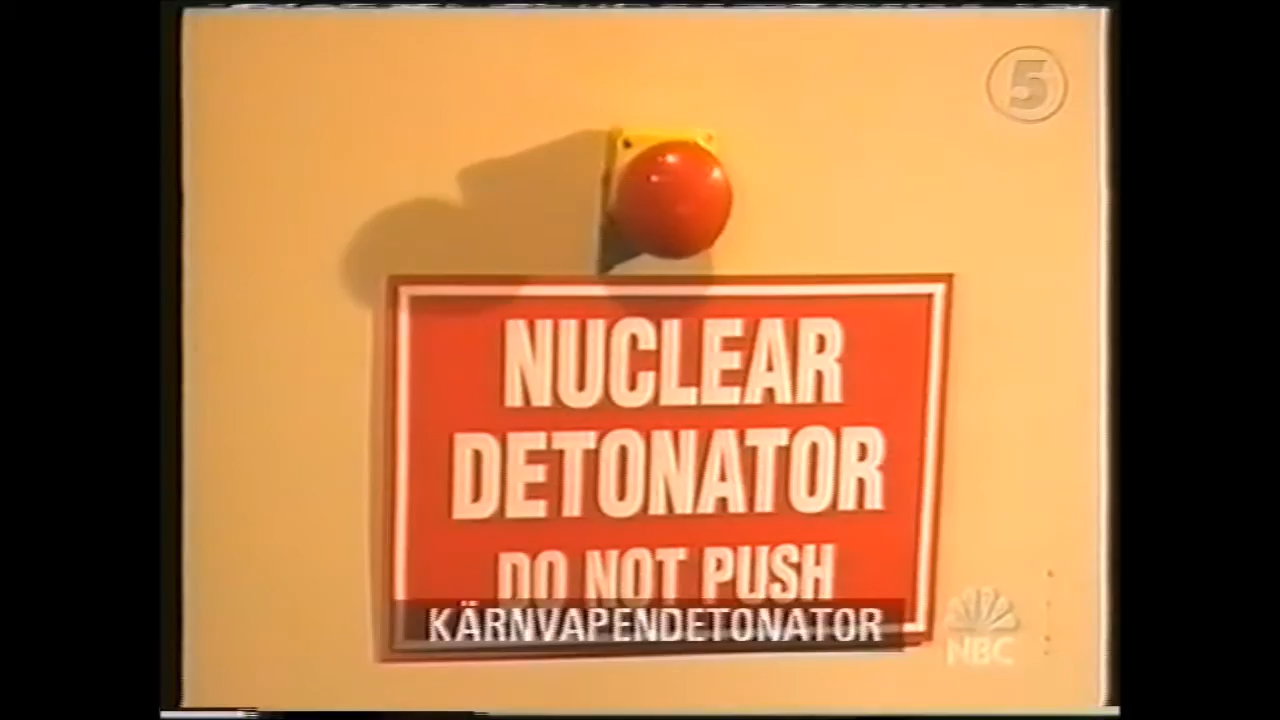 5
NUCLEAR
DETONATOR
DO NOT PUSH
KÄRNVAPENDETONATOR
NBC